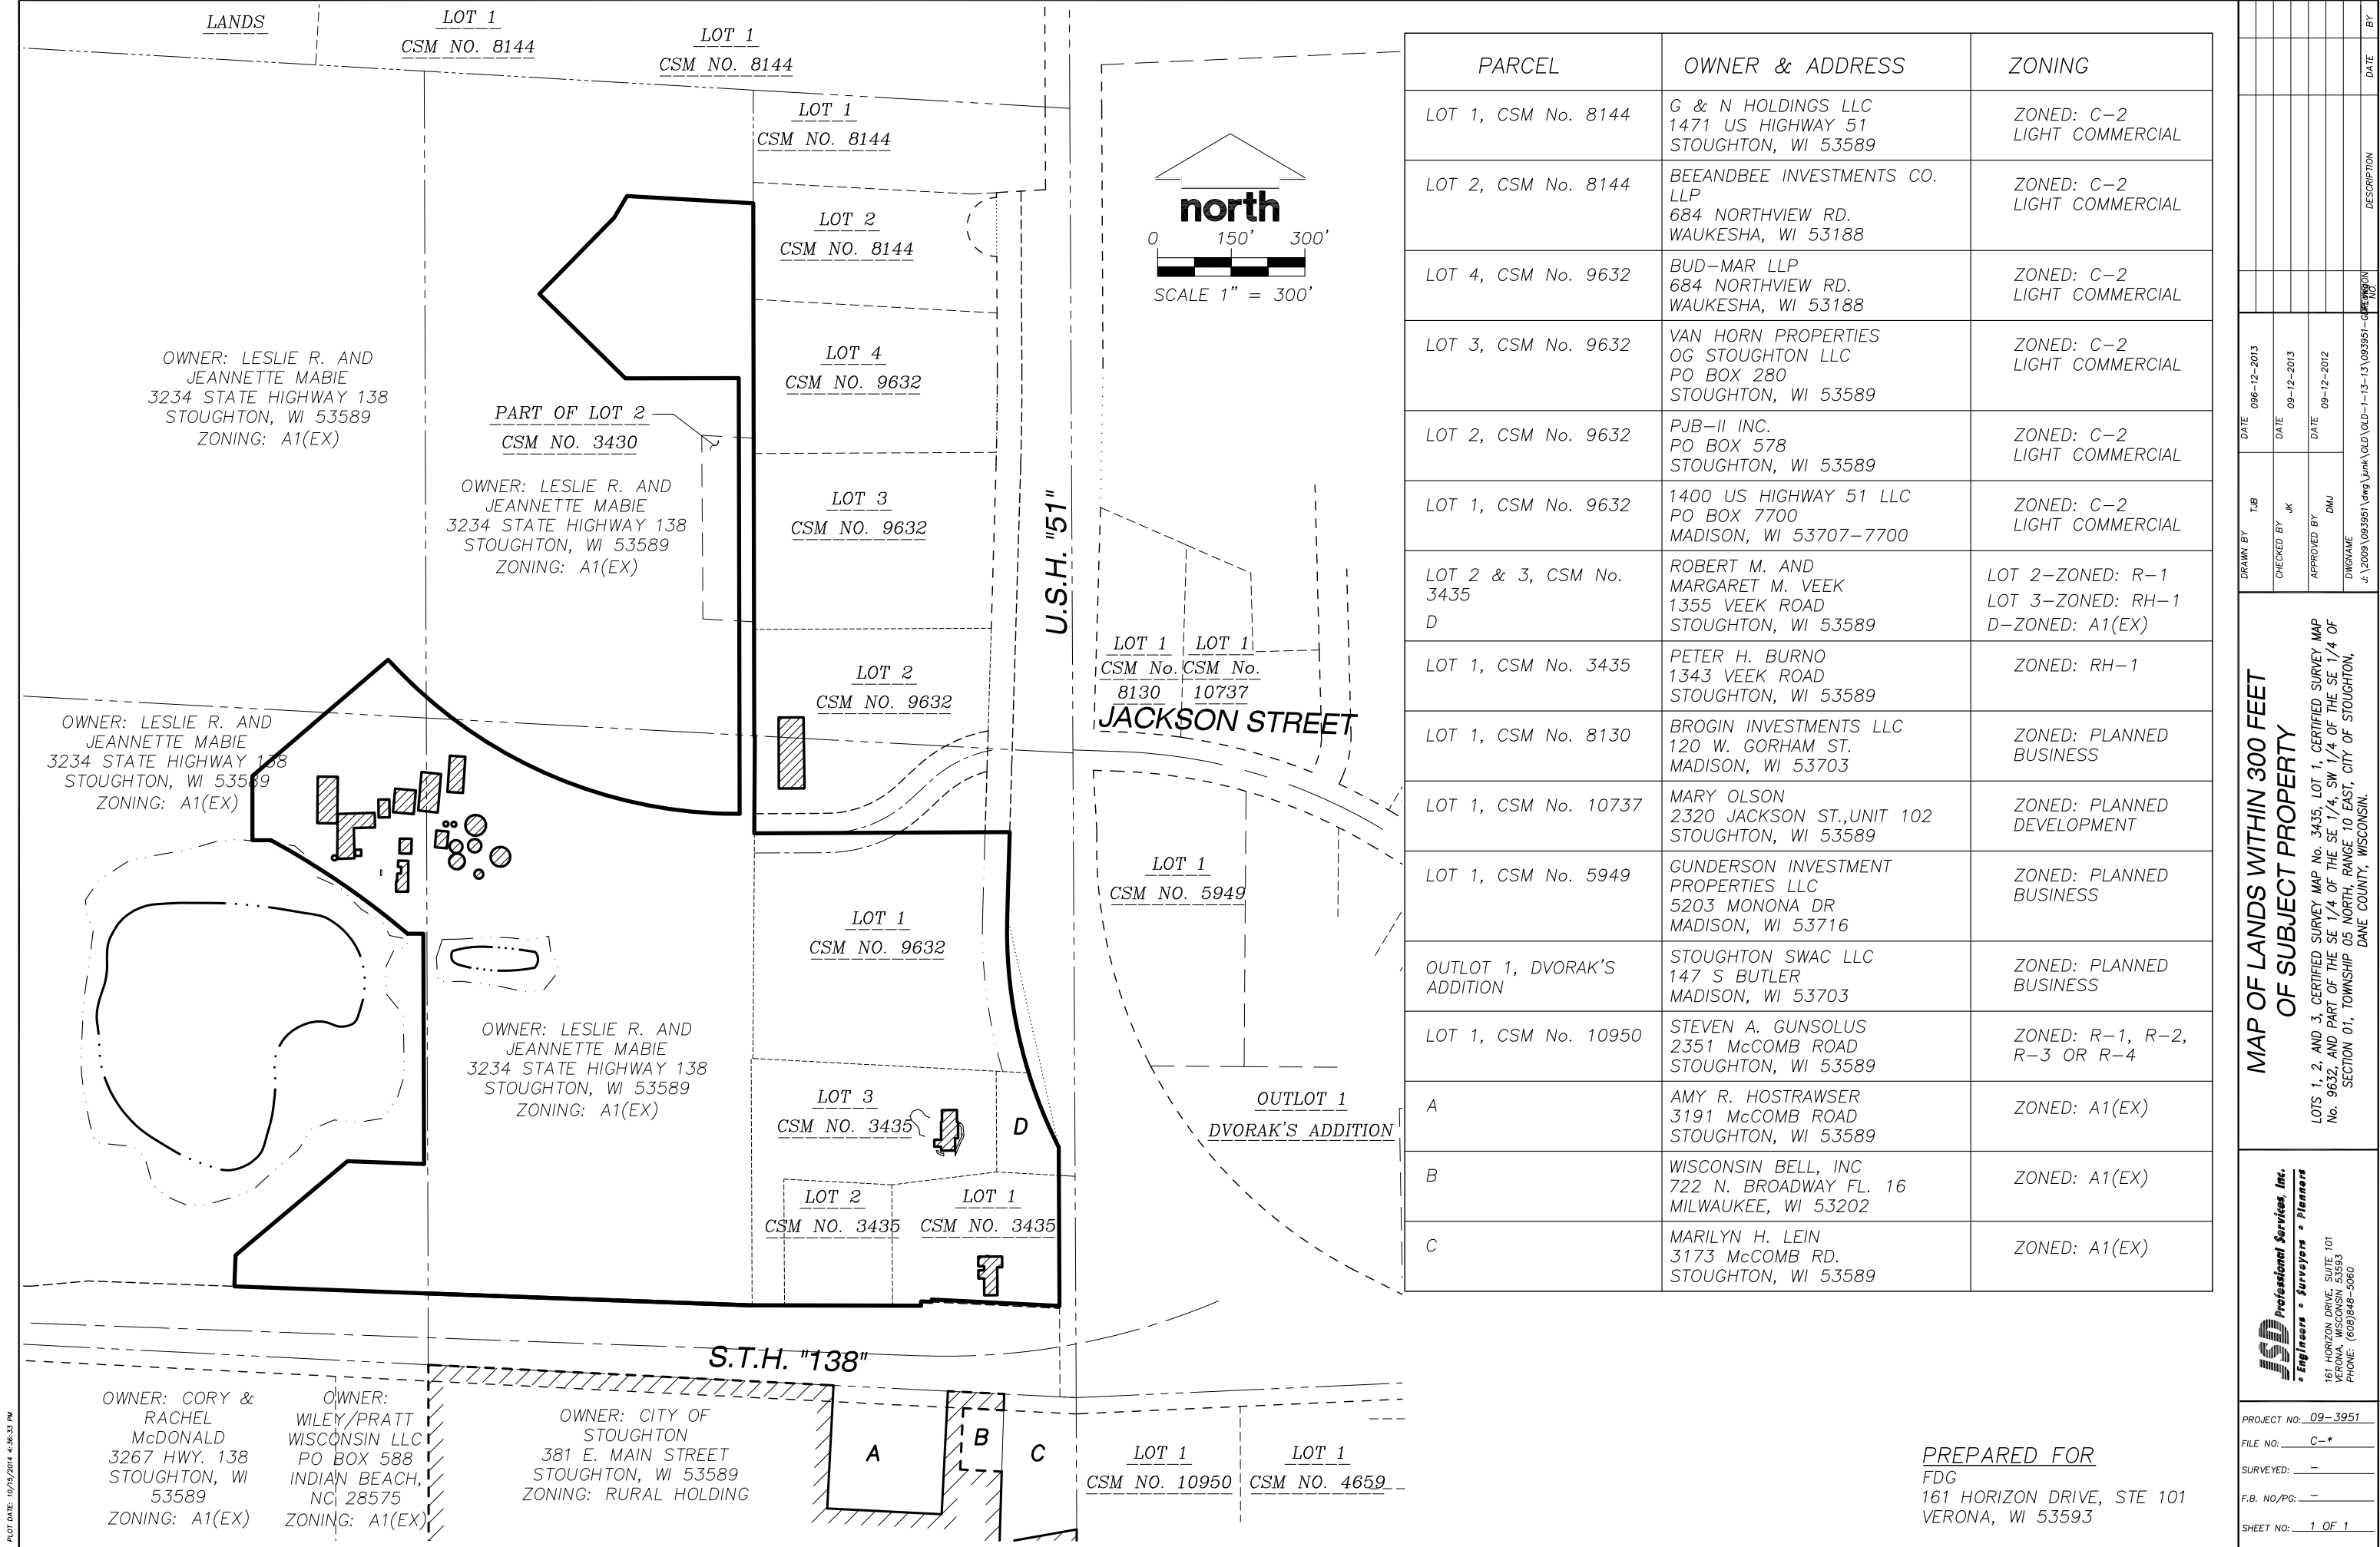 LANDS
LOT 1
CSM NO. 8144
LOT 1
CSM NO. 8144
LOT 1
CSM NO. 8144
LOT 2
CSM NO. 8144
LOT 4
CSM NO. 9632
LOT 3
CSM NO. 9632
LOT 2
CSM NO. 9632
LOT 1
CSM NO. 9632
LOT 3
CSM NO. 3435
D
LOT 2
CSM NO. 3435
LOT 1
CSM NO. 3435
OWNER: LESLIE R. AND
JEANNETTE MABIE
3234 STATE HIGHWAY 138
STOUGHTON, WI 53589
ZONING: A1(EX)
PART OF LOT 2
CSM NO. 3430
OWNER: LESLIE R. AND
JEANNETTE MABIE
3234 STATE HIGHWAY 138
STOUGHTON, WI 53589
ZONING: A1(EX)
OWNER: LESLIE R. AND
JEANNETTE MABIE
3234 STATE HIGHWAY 138
STOUGHTON, WI 53589
ZONING: A1(EX)
OWNER: LESLIE R. AND
JEANNETTE MABIE
3234 STATE HIGHWAY 138
STOUGHTON, WI 53589
ZONING: A1(EX)
north
0 150' 300'
SCALE 1" = 300'
U.S.H. "51"
LOT 1
CSM No.
8130
LOT 1
CSM No.
10737
JACKSON STREET
LOT 1
CSM NO. 5949
OUTLOT 1
DVORAK'S ADDITION
S.T.H. "138"
OWNER: CORY &
RACHEL
McDONALD
3267 HWY. 138
STOUGHTON, WI
53589
ZONING: A1(EX)
OWNER:
WILEY/PRATT
WISCONSIN LLC
PO BOX 588
INDIAN BEACH,
NC 28575
ZONING: A1(EX)
OWNER: CITY OF
STOUGHTON
381 E. MAIN STREET
STOUGHTON, WI 53589
ZONING: RURAL HOLDING
A
B
C
LOT 1
CSM NO. 10950
LOT 1
CSM NO. 4659
PARCEL OWNER & ADDRESS ZONING
LOT 1, CSM No. 8144
G & N HOLDINGS LLC
1471 US HIGHWAY 51
STOUGHTON, WI 53589
ZONED: C-2
LIGHT COMMERCIAL
LOT 2, CSM No. 8144
BEEANDBEE INVESTMENTS CO.
LLP
684 NORTHVIEW RD.
WAUKESHA, WI 53188
ZONED: C-2
LIGHT COMMERCIAL
LOT 4, CSM No. 9632
BUD-MAR LLP
684 NORTHVIEW RD.
WAUKESHA, WI 53188
ZONED: C-2
LIGHT COMMERCIAL
LOT 3, CSM No. 9632
VAN HORN PROPERTIES
OG STOUGHTON LLC
PO BOX 280
STOUGHTON, WI 53589
ZONED: C-2
LIGHT COMMERCIAL
LOT 2, CSM No. 9632
PJB-II INC.
PO BOX 578
STOUGHTON, WI 53589
ZONED: C-2
LIGHT COMMERCIAL
LOT 1, CSM No. 9632
1400 US HIGHWAY 51 LLC
PO BOX 7700
MADISON, WI 53707-7700
ZONED: C-2
LIGHT COMMERCIAL
LOT 2 & 3, CSM No.
3435
D
ROBERT M. AND
MARGARET M. VEEK
1355 VEEK ROAD
STOUGHTON, WI 53589
LOT 2-ZONED: R-1
LOT 3-ZONED: RH-1
D-ZONED: A1(EX)
LOT 1, CSM No. 3435
PETER H. BURNO
1343 VEEK ROAD
STOUGHTON, WI 53589
ZONED: RH-1
LOT 1, CSM No. 8130
BROGIN INVESTMENTS LLC
120 W. GORHAM ST.
MADISON, WI 53703
ZONED: PLANNED
BUSINESS
LOT 1, CSM No. 10737
MARY OLSON
2320 JACKSON ST.,UNIT 102
STOUGHTON, WI 53589
ZONED: PLANNED
DEVELOPMENT
LOT 1, CSM No. 5949
GUNDERSON INVESTMENT
PROPERTIES LLC
5203 MONONA DR
MADISON, WI 53716
ZONED: PLANNED
BUSINESS
OUTLOT 1, DVORAK'S
ADDITION
STOUGHTON SWAC LLC
147 S BUTLER
MADISON, WI 53703
ZONED: PLANNED
BUSINESS
LOT 1, CSM No. 10950
STEVEN A. GUNSOLUS
2351 McCOMB ROAD
STOUGHTON, WI 53589
ZONED: R-1, R-2,
R-3 OR R-4
A
AMY R. HOSTRAWSER
3191 McCOMB ROAD
STOUGHTON, WI 53589
ZONED: A1(EX)
B
WISCONSIN BELL, INC
722 N. BROADWAY FL. 16
MILWAUKEE, WI 53202
ZONED: A1(EX)
C
MARILYN H. LEIN
3173 McCOMB RD.
STOUGHTON, WI 53589
ZONED: A1(EX)
PREPARED FOR
FDG
161 HORIZON DRIVE, STE 101
VERONA, WI 53593
NO. DESCRIPTION DATE BY
DRAWN BY TJB DATE 096-12-2013
CHECKED BY JK DATE 09-12-2013
APPROVED BY DMJ DATE 09-12-2012
DWGNAME
MAP OF LANDS WITHIN 300 FEET
OF SUBJECT PROPERTY
LOTS 1, 2, AND 3, CERTIFIED SURVEY MAP No. 3435, LOT 1, CERTIFIED SURVEY MAP
No. 9632, AND PART OF THE SE 1/4 OF THE SE 1/4, SW 1/4 OF THE SE 1/4 OF
SECTION 01, TOWNSHIP 05 NORTH, RANGE 10 EAST, CITY OF STOUGHTON,
DANE COUNTY, WISCONSIN.
JSD Professional Services, Inc.
• Engineers • Surveyors • Planners
161 HORIZON DRIVE, SUITE 101
VERONA, WISCONSIN 53593
PHONE: (608)848-5060
PROJECT NO: 09-3951
FILE NO: C-*
SURVEYED: -
F.B. NO/PG: -
SHEET NO: 1 OF 1
PLOT DATE: 10/15/2014 4:36:33 PM